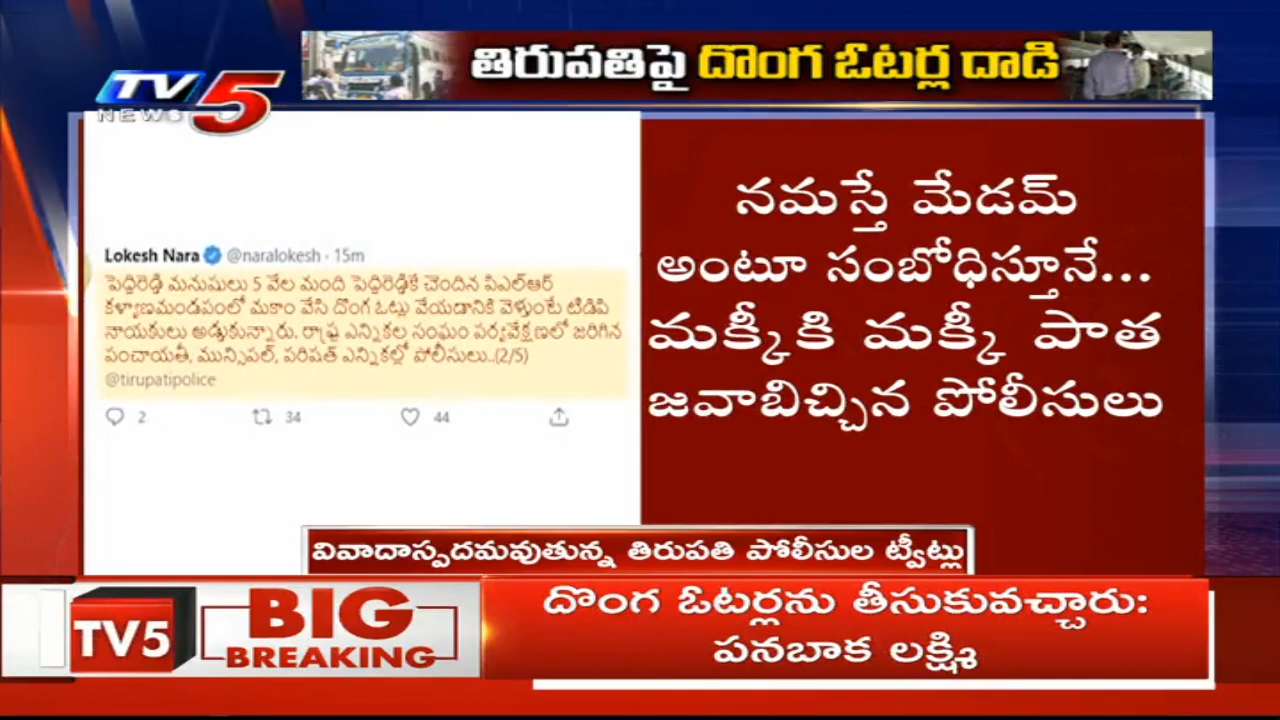 తిరుపతిపై దొంగ ఓటర్ల దాడి
TV5
NEWS
Lokesh Nara @naralokesh · 15m
పెద్దిరెడ్డి మనుషులు 5 వేల మంది పెద్దిరెడ్డికే చెందిన పిఎల్ఆర్
కళ్యాణమండపంలో మకాం వేసి దొంగ ఓట్లు వేయడానికి వెళ్తుంటే టిడిపి
నాయకులు అడ్డుకున్నారు. రాష్ట్ర ఎన్నికల సంఘం పర్యవేక్షణలో జరిగిన
పంచాయతీ, మున్సిపల్, పరిషత్ ఎన్నికల్లో పోలీసులు..(2/5)
@tirupatipolice
2 34 44
నమస్తే మేడమ్
అంటూ సంబోధిస్తూనే...
మక్కీకి మక్కీ పాత
జవాబిచ్చిన పోలీసులు
వివాదాస్పదమవుతున్న తిరుపతి పోలీసుల ట్వీట్లు
TV5
BIG
BREAKING
దొంగ ఓటర్లను తీసుకువచ్చారు:
పనబాక లక్ష్మి